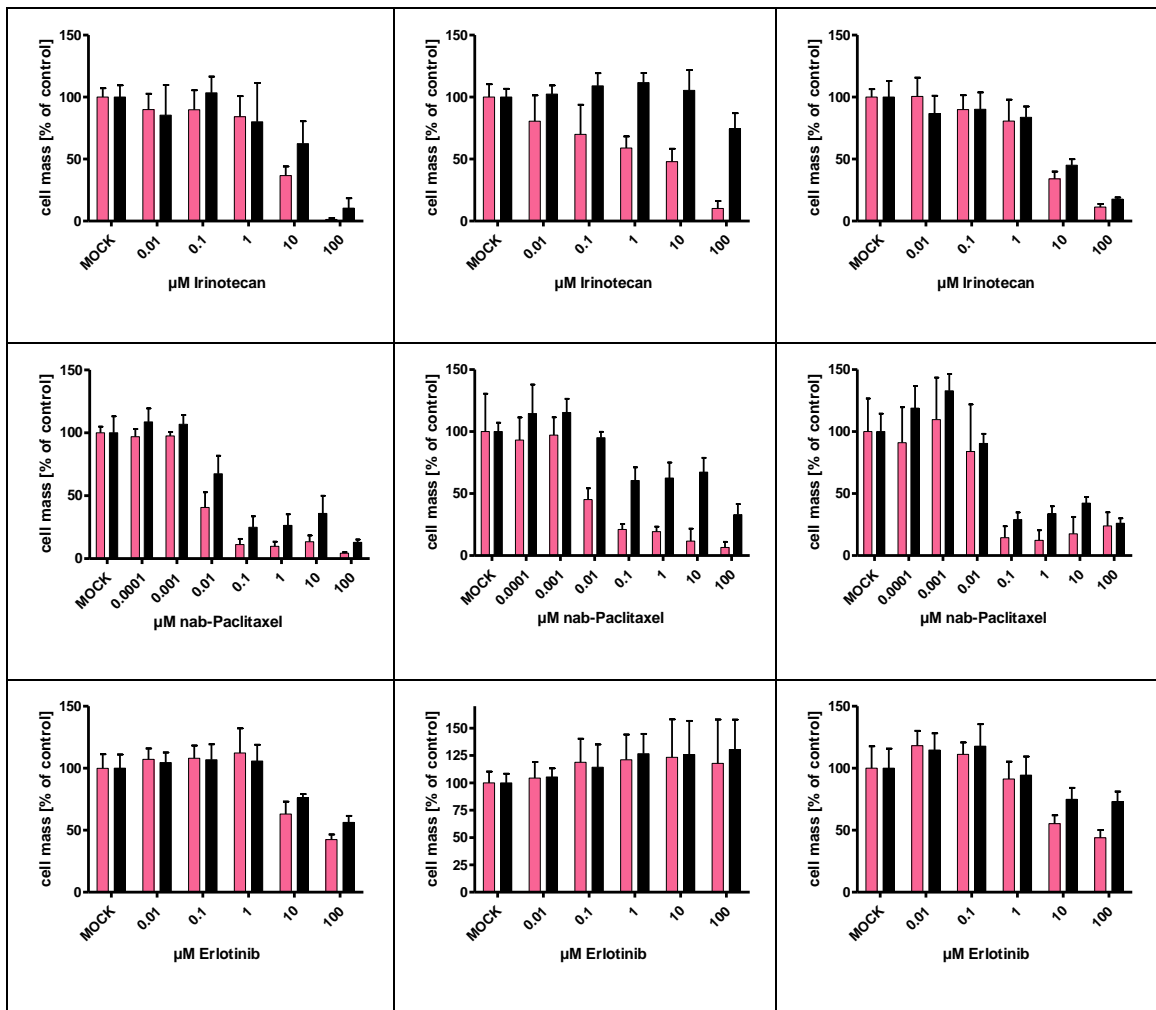 cell mass [% of control]
150
100
50
0
MOCK 0.01 0.1 1 10 100
µM Irinotecan
cell mass [% of control]
150
100
50
0
MOCK 0.01 0.1 1 10 100
µM Irinotecan
cell mass [% of control]
150
100
50
0
MOCK 0.01 0.1 1 10 100
µM Irinotecan
cell mass [% of control]
150
100
50
0
MOCK 0.0001 0.001 0.01 0.1 1 10 100
µM nab-Paclitaxel
cell mass [% of control]
150
100
50
0
MOCK 0.0001 0.001 0.01 0.1 1 10 100
µM nab-Paclitaxel
cell mass [% of control]
150
100
50
0
MOCK 0.0001 0.001 0.01 0.1 1 10 100
µM nab-Paclitaxel
cell mass [% of control]
150
100
50
0
MOCK 0.01 0.1 1 10 100
µM Erlotinib
cell mass [% of control]
150
125
100
75
50
25
0
MOCK 0.01 0.1 1 10 100
µM Erlotinib
cell mass [% of control]
150
100
50
0
MOCK 0.01 0.1 1 10 100
µM Erlotinib